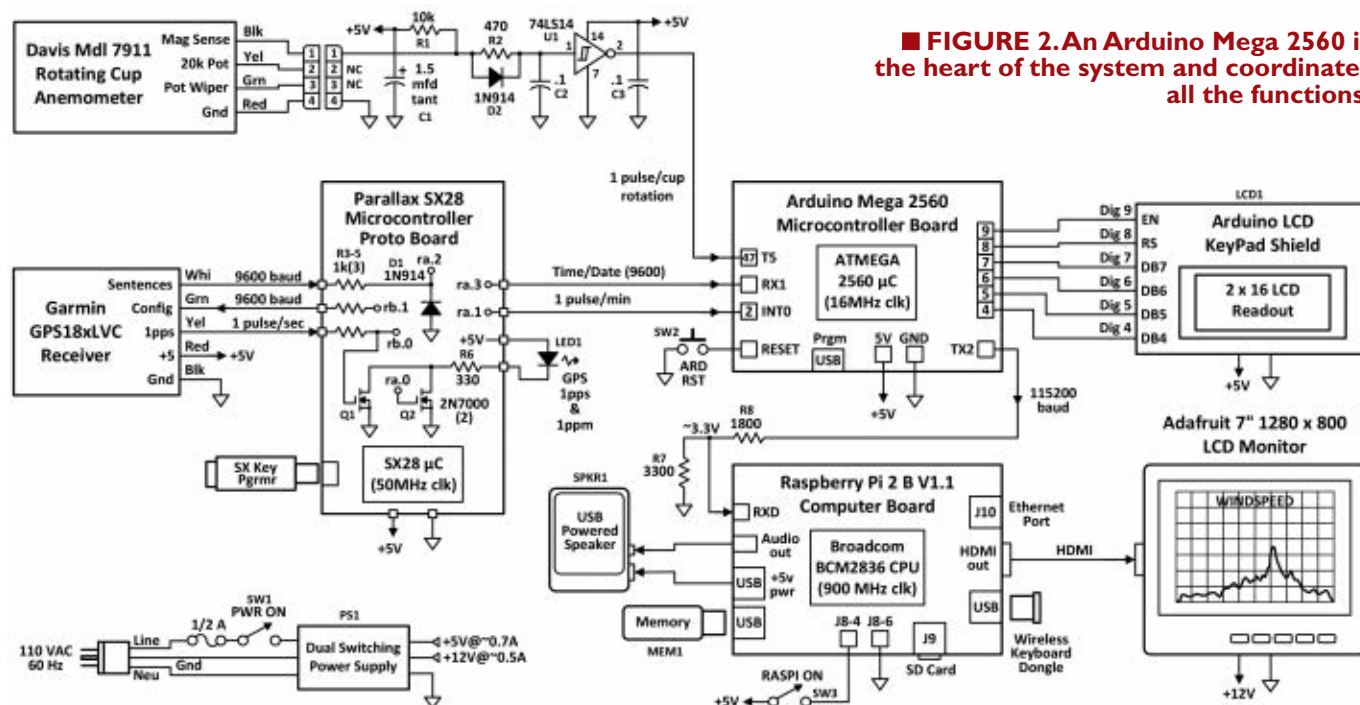 ■ FIGURE 2. An Arduino Mega 2560 i
the heart of the system and coordinate
all the functions
Davis Mdl 7911
Rotating Cup
Anemometer
Mag Sense
20k Pot
Pot Wiper
Gnd
Blk
Yel
Grn
Red
1
2
3
4
1
2
3
4
NC
NC
+5V
10k
R1
+
1.5
mfd
tant
C1
470
R2
1N914
D2
74LS14
U1
1
14
2
7
.1
C2
.1
C3
+5V
1 pulse/cup
rotation
Garmin
GPS18xLVC
Receiver
Sentences
Config
1pps
+5
Gnd
Whi
Grn
Yel
Red
Blk
9600 baud
9600 baud
1 pulse/sec
+5V
Parallax SX28
Microcontroller
Proto Board
R3-5
1k(3)
D1
1N914
ra.2
rb.1
rb.0
ra.3
ra.1
+5V
R6
330
ra.0
Q1
Q2
2N7000
(2)
SX28 µC
(50MHz clk)
SX Key
Pgrmr
+5V
LED1
GPS
1pps
&
1ppm
Time/Date (9600)
1 pulse/min
Arduino Mega 2560
Microcontroller Board
ATMEGA
2560 µC
(16MHz clk)
47
T5
RX1
2
INT0
RESET
Prgm
USB
5V
GND
TX2
+5V
SW2
ARD
RST
9
8
7
6
5
4
Dig 9
Dig 8
Dig 7
Dig 6
Dig 5
Dig 4
LCD1
Arduino LCD
KeyPad Shield
EN
RS
DB7
DB6
DB5
DB4
2 x 16 LCD
Readout
+5V
115200
baud
R8
1800
~3.3V
R7
3300
Raspberry Pi 2 B V1.1
Computer Board
Broadcom
BCM2836 CPU
(900 MHz clk)
RXD
Audio
out
USB
+5v
pwr
USB
J10
Ethernet
Port
HDMI
out
HDMI
USB
Wireless
Keyboard
Dongle
J8-4
J8-6
J9
SD Card
SPKR1
USB
Powered
Speaker
Memory
MEM1
RASPI ON
SW3
+5V
Adafruit 7" 1280 x 800
LCD Monitor
WINDSPEED
+12V
110 VAC
60 Hz
Line
Gnd
Neu
1/2 A
SW1
PWR ON
PS1
Dual Switching
Power Supply
+5V@~0.7A
+12V@~0.5A